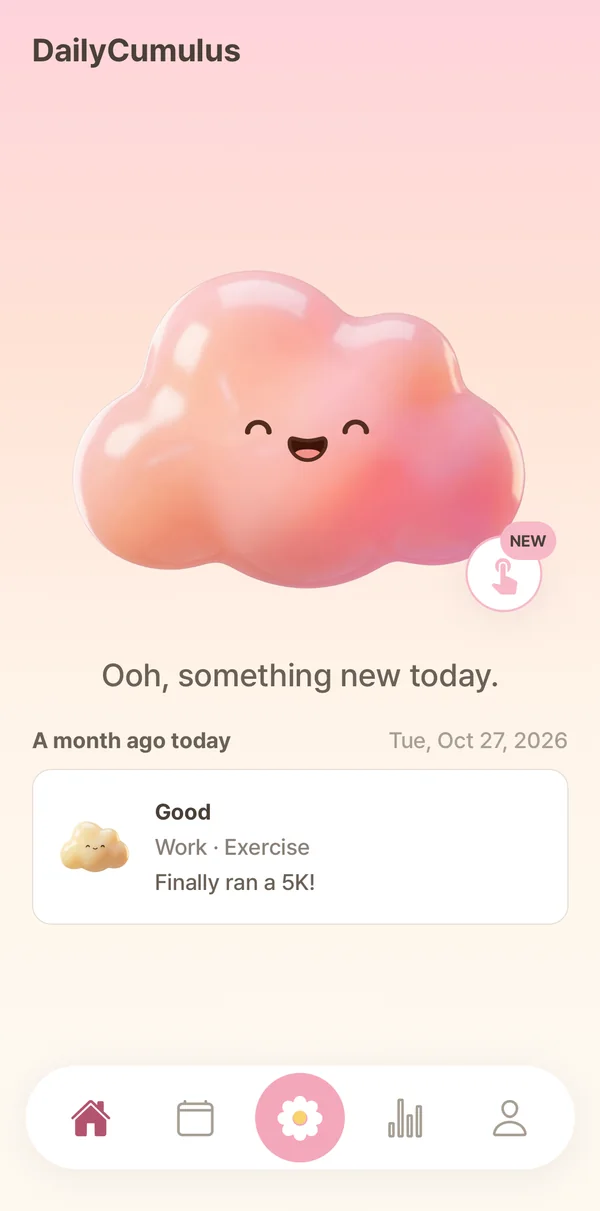 DailyCumulus
NEW
Ooh, something new today.
A month ago today
Tue, Oct 27, 2026
Good
Work · Exercise
Finally ran a 5K!